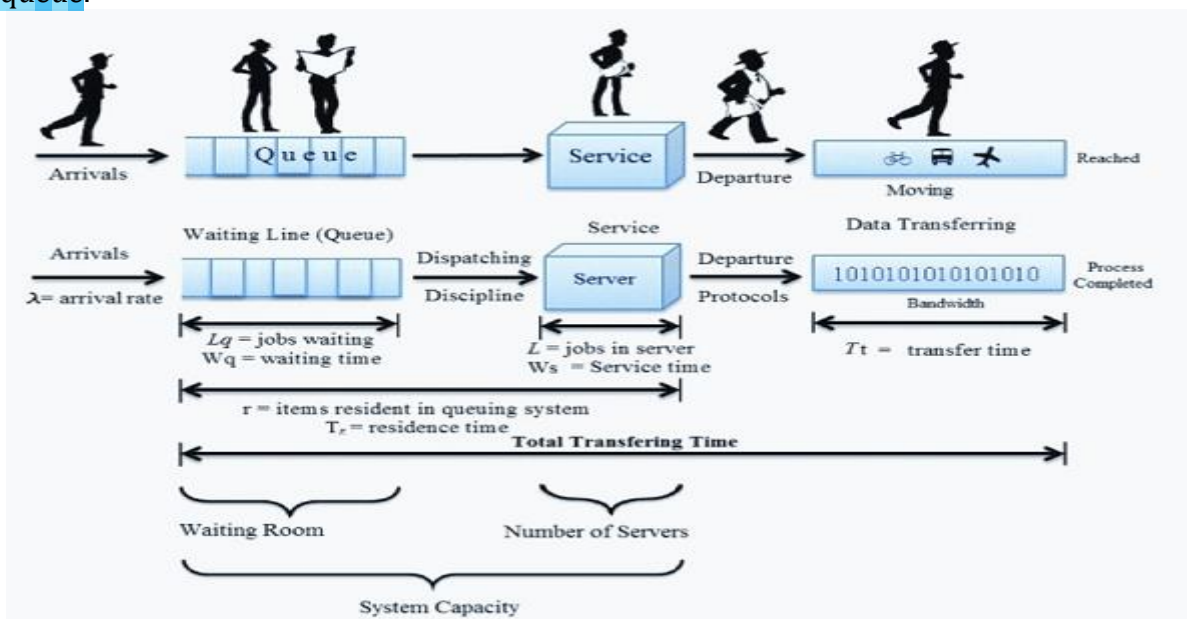 queue.
Queue
Service
Arrivals
Departure
Reached
Moving
Waiting Line (Queue)
Service
Data Transferring
Arrivals
Dispatching
Server
Departure
1010101010101010
Process
Completed
λ= arrival rate
Discipline
Protocols
Bandwidth
Lq = jobs waiting
Wq = waiting time
L = jobs in server
Ws = Service time
Tt = transfer time
r = items resident in queuing system
Tr = residence time
Total Transfering Time
Waiting Room
Number of Servers
System Capacity